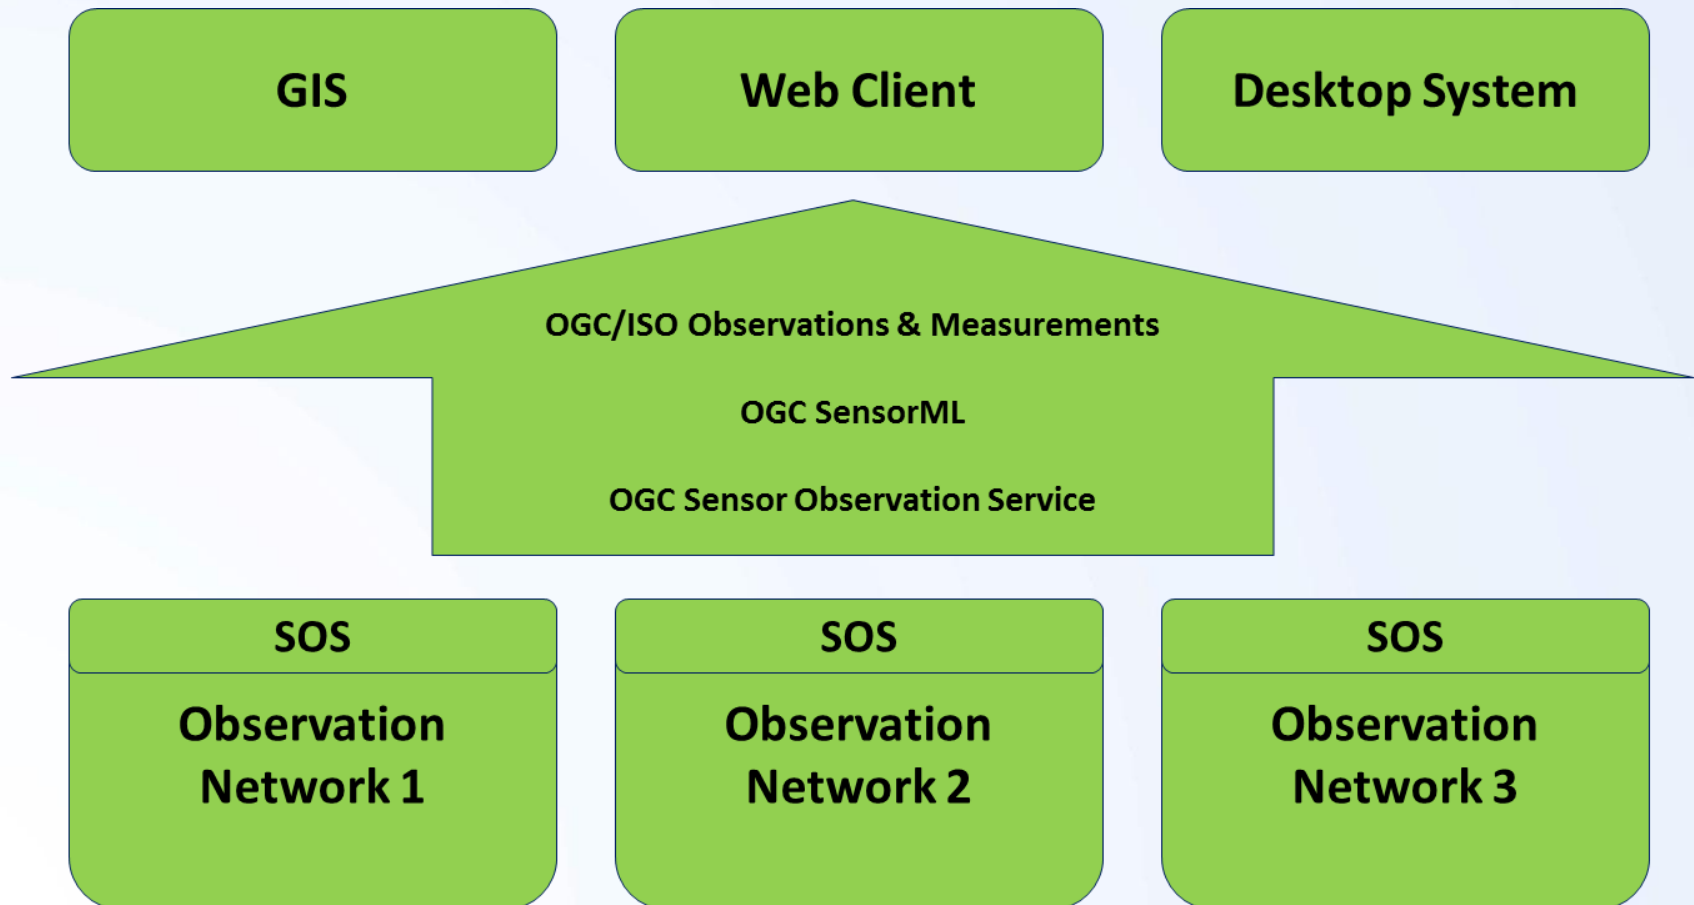 GIS
Web Client
Desktop System
OGC/ISO Observations & Measurements
OGC SensorML
OGC Sensor Observation Service
SOS
Observation
Network 1
SOS
Observation
Network 2
SOS
Observation
Network 3